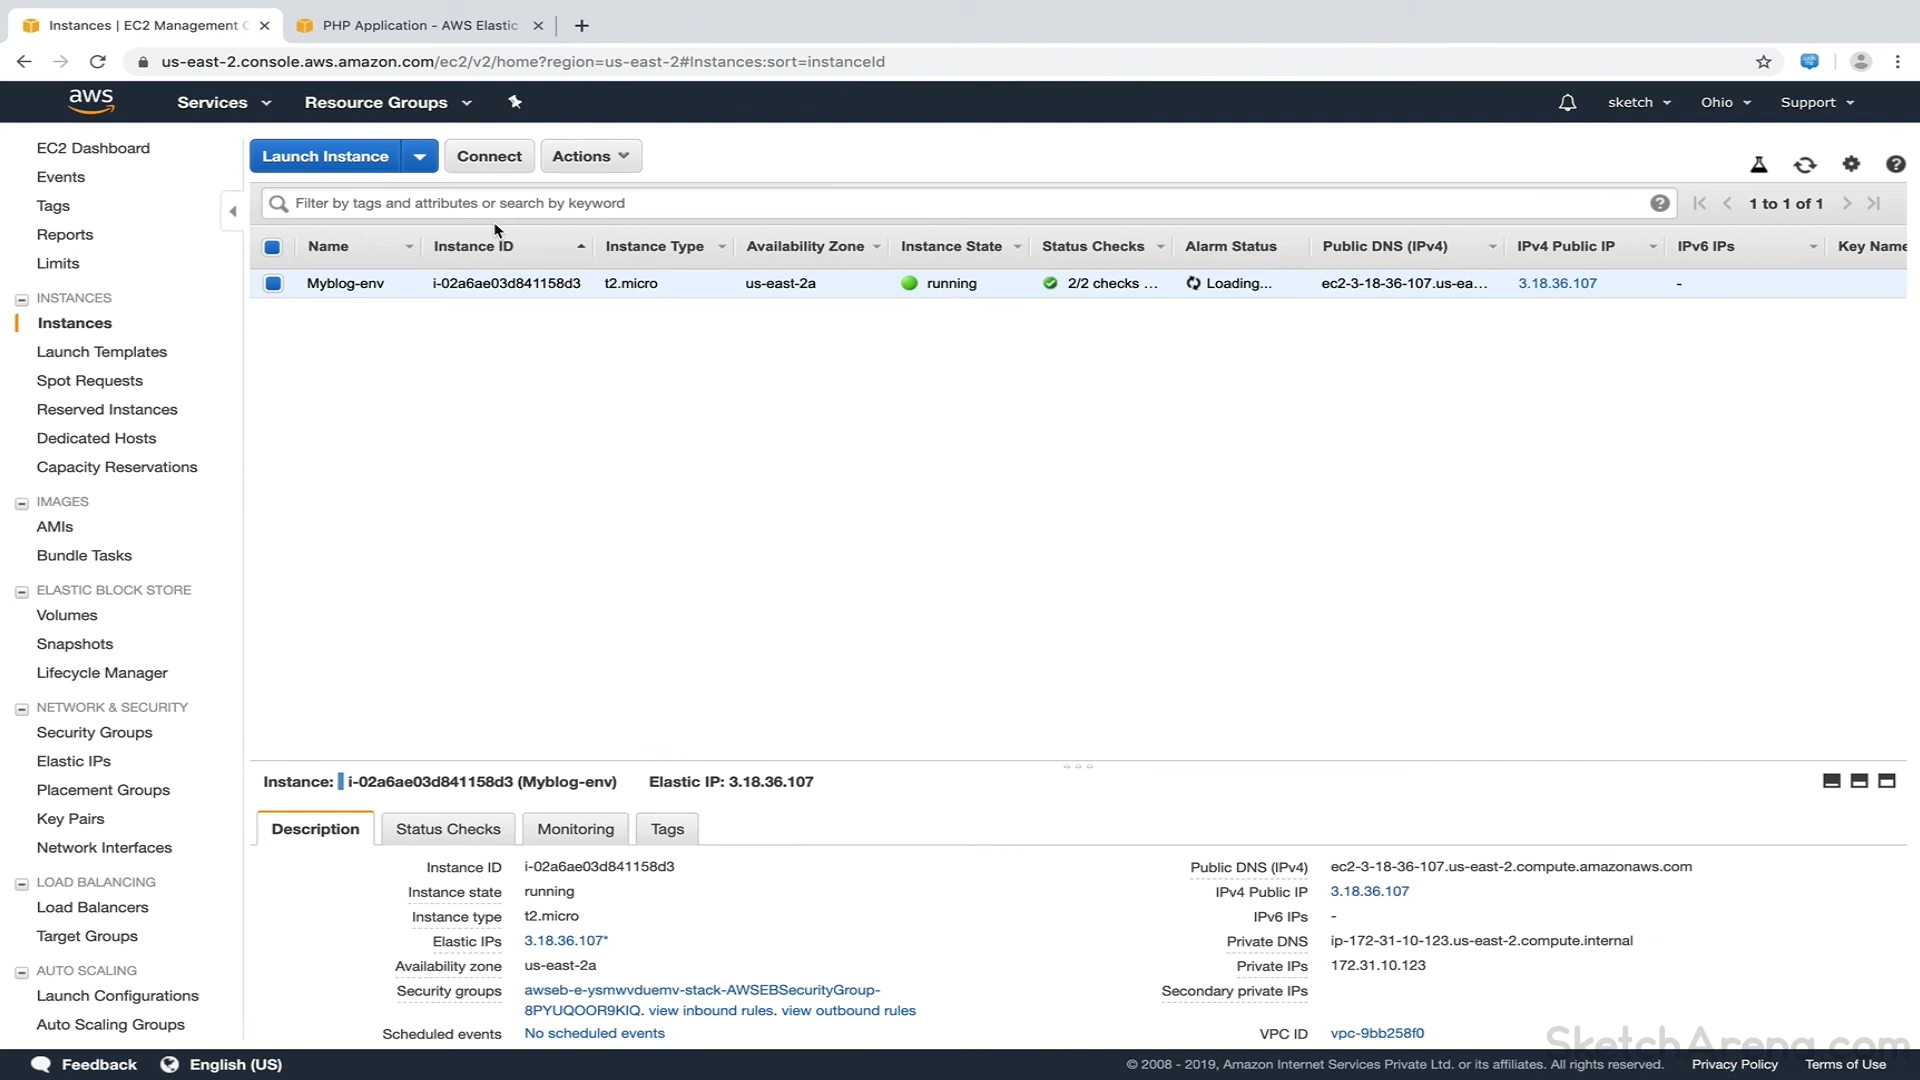 Instances | EC2 Management C
PHP Application - AWS Elastic
us-east-2.console.aws.amazon.com/ec2/v2/home?region=us-east-2#Instances:sort=instanceId
aws
Services
Resource Groups
sketch
Ohio
Support
EC2 Dashboard
Events
Tags
Reports
Limits
INSTANCES
Instances
Launch Templates
Spot Requests
Reserved Instances
Dedicated Hosts
Capacity Reservations
IMAGES
AMIs
Bundle Tasks
ELASTIC BLOCK STORE
Volumes
Snapshots
Lifecycle Manager
NETWORK & SECURITY
Security Groups
Elastic IPs
Placement Groups
Key Pairs
Network Interfaces
LOAD BALANCING
Load Balancers
Target Groups
AUTO SCALING
Launch Configurations
Auto Scaling Groups
Launch Instance
Connect
Actions
Filter by tags and attributes or search by keyword
1 to 1 of 1
Name Instance ID Instance Type Availability Zone Instance State Status Checks Alarm Status Public DNS (IPv4) IPv4 Public IP IPv6 IPs Key Name
Myblog-env i-02a6ae03d841158d3 t2.micro us-east-2a running 2/2 checks ... Loading... ec2-3-18-36-107.us-ea... 3.18.36.107 -
Instance: i-02a6ae03d841158d3 (Myblog-env) Elastic IP: 3.18.36.107
Description
Status Checks
Monitoring
Tags
Instance ID i-02a6ae03d841158d3
Instance state running
Instance type t2.micro
Elastic IPs 3.18.36.107*
Availability zone us-east-2a
Security groups awseb-e-ysmwvduemv-stack-AWSEBSecurityGroup-
8PYUQOOR9KIQ. view inbound rules. view outbound rules
Scheduled events No scheduled events
Public DNS (IPv4) ec2-3-18-36-107.us-east-2.compute.amazonaws.com
IPv4 Public IP 3.18.36.107
IPv6 IPs -
Private DNS ip-172-31-10-123.us-east-2.compute.internal
Private IPs 172.31.10.123
Secondary private IPs
VPC ID vpc-9bb258f0
SketchArena.com
Feedback
English (US)
© 2008 - 2019, Amazon Internet Services Private Ltd. or its affiliates. All rights reserved.
Privacy Policy
Terms of Use